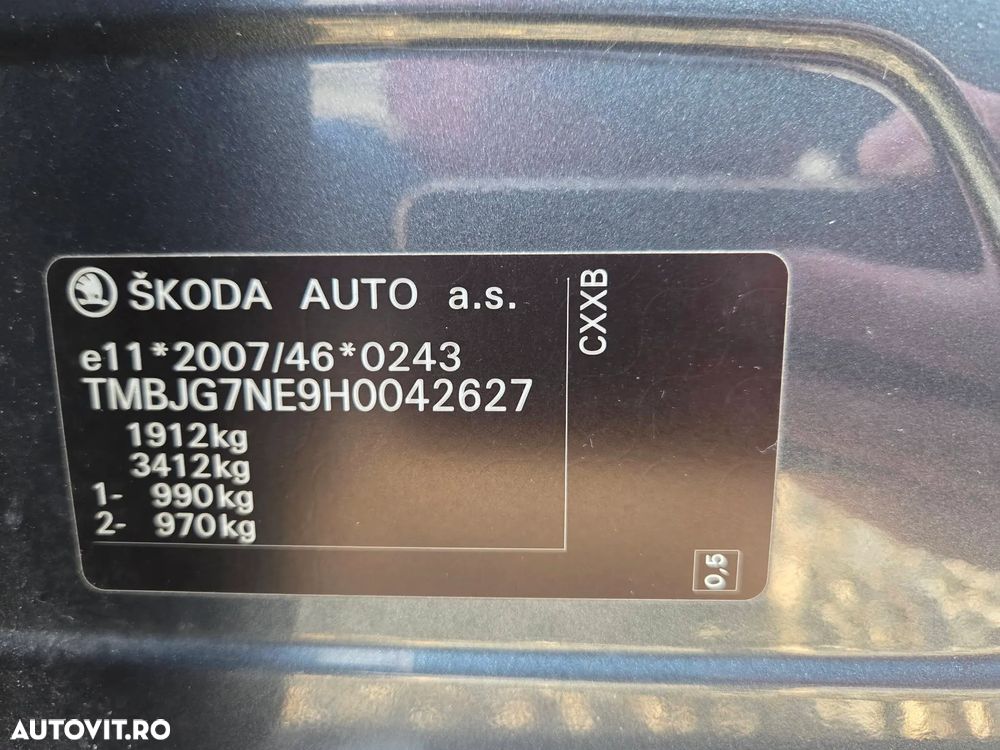 ŠKODA AUTO a.s.
CXXB
e11*2007/46*0243
TMBJG7NE9H0042627
1912kg
3412kg
1- 990kg
2- 970kg
0,5
AUTOVIT.RO